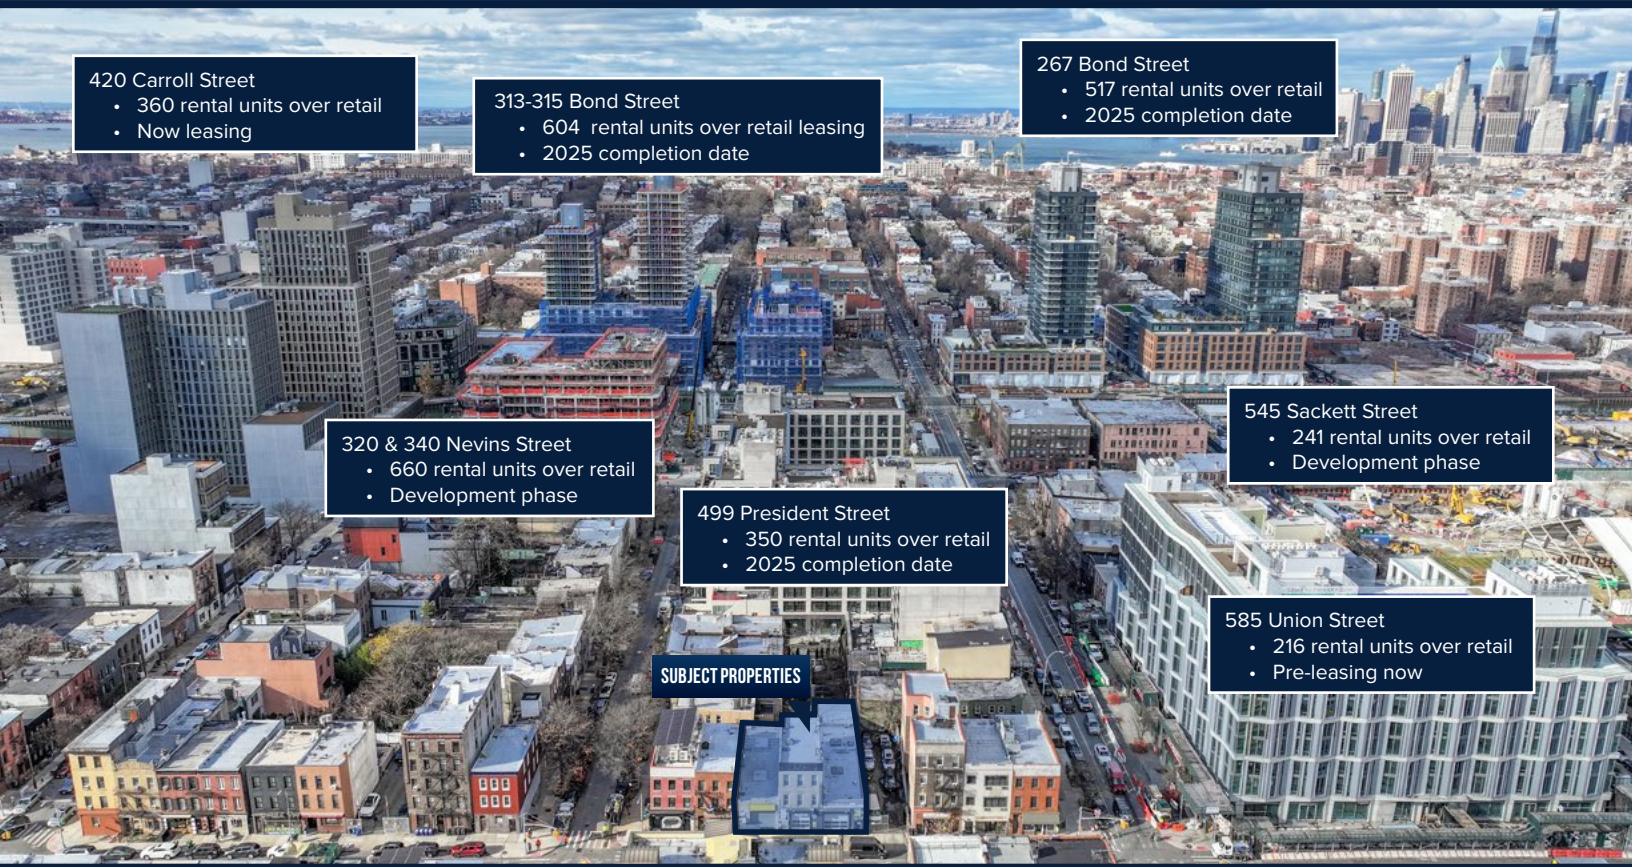 420 Carroll Street
• 360 rental units over retail
• Now leasing
313-315 Bond Street
• 604 rental units over retail leasing
• 2025 completion date
267 Bond Street
• 517 rental units over retail
• 2025 completion date
320 & 340 Nevins Street
• 660 rental units over retail
• Development phase
499 President Street
• 350 rental units over retail
• 2025 completion date
545 Sackett Street
• 241 rental units over retail
• Development phase
585 Union Street
• 216 rental units over retail
• Pre-leasing now
SUBJECT PROPERTIES